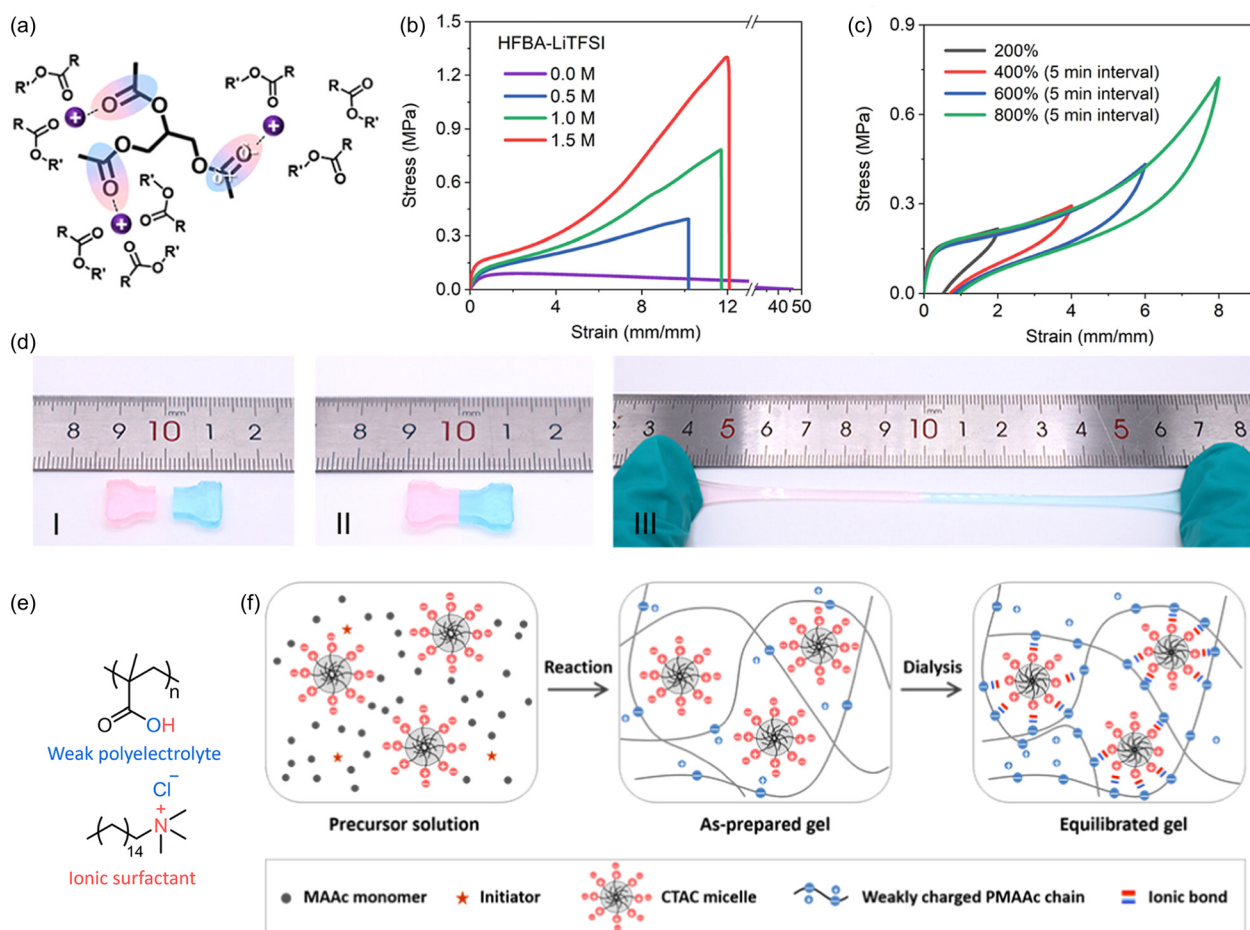 (a)
R'
O
R
O
O
R
O
R'
R
O
R'
O
R
O
O
R'
R'
O
O
R
R
O
O
R'
O
R'
R
O
O
R'
R
O
(b)
Stress (MPa)
1.5
1.2
0.9
0.6
0.3
0.0
HFBA-LiTFSI
0.0 M
0.5 M
1.0 M
1.5 M
0 4 8 12 40 50
Strain (mm/mm)
(c)
Stress (MPa)
0.9
0.6
0.3
0.0
200%
400% (5 min interval)
600% (5 min interval)
800% (5 min interval)
0 2 4 6 8
Strain (mm/mm)
(d)
mm
8 9 10 1 2
I
mm
8 9 10 1 2
II
mm
2 3 4 5 6 7 8 9 10 1 2 3 4 5 6 7 8
III
(e)
n
O OH
Weak polyelectrolyte
Cl−
+
N
14
Ionic surfactant
(f)
Reaction
Dialysis
Precursor solution
As-prepared gel
Equilibrated gel
MAAc monomer
Initiator
CTAC micelle
Weakly charged PMAAc chain
Ionic bond